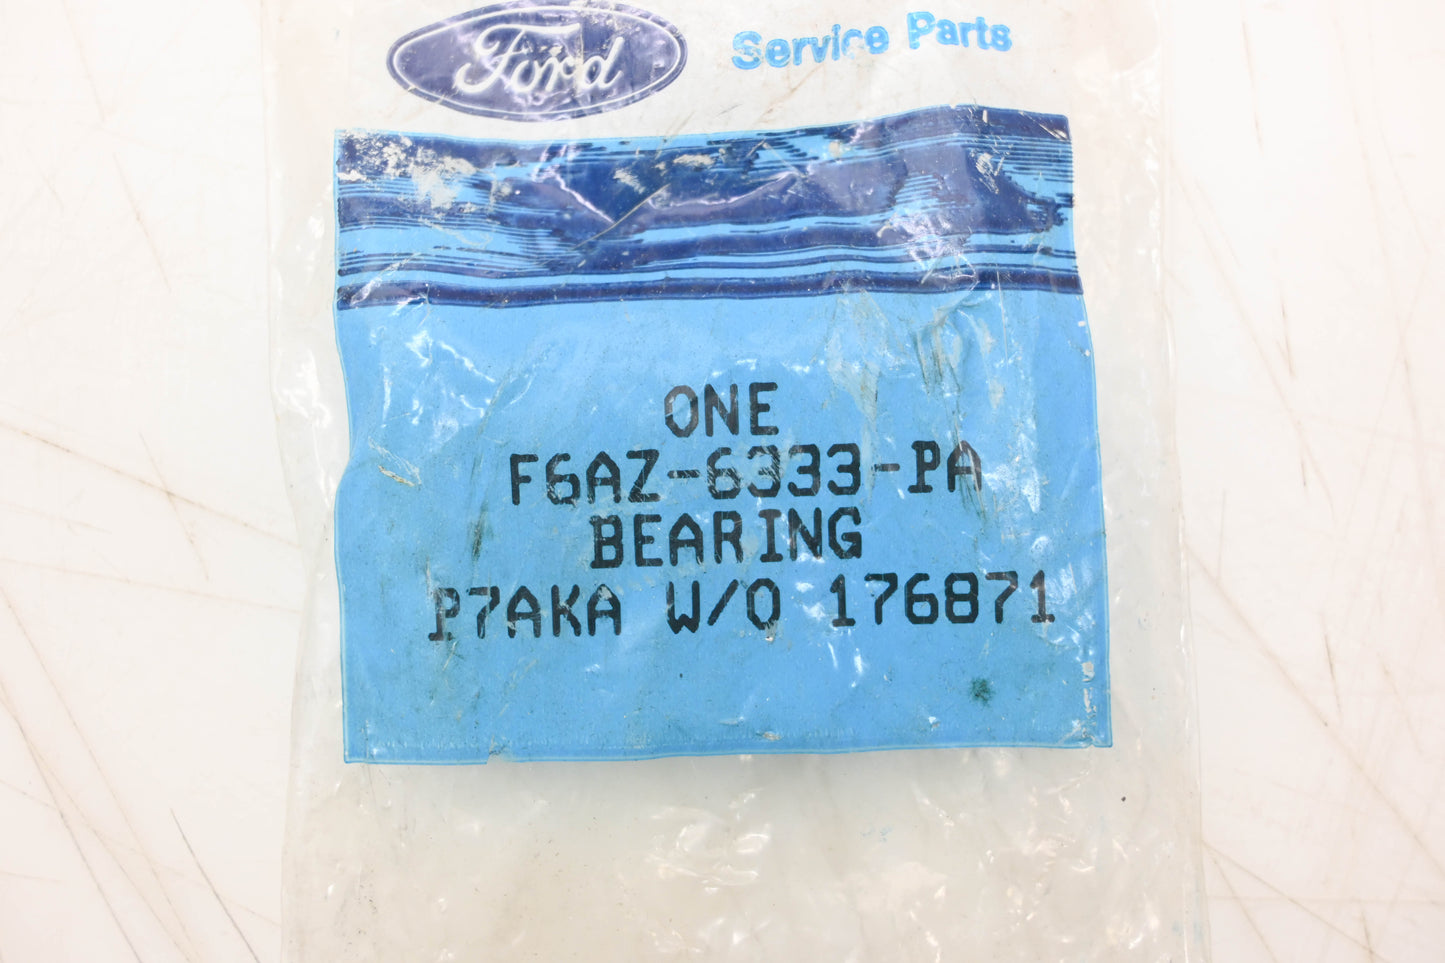 Ford Service Parts
ONE
F6AZ-6333-PA
BEARING
P7AKA W/O 176871